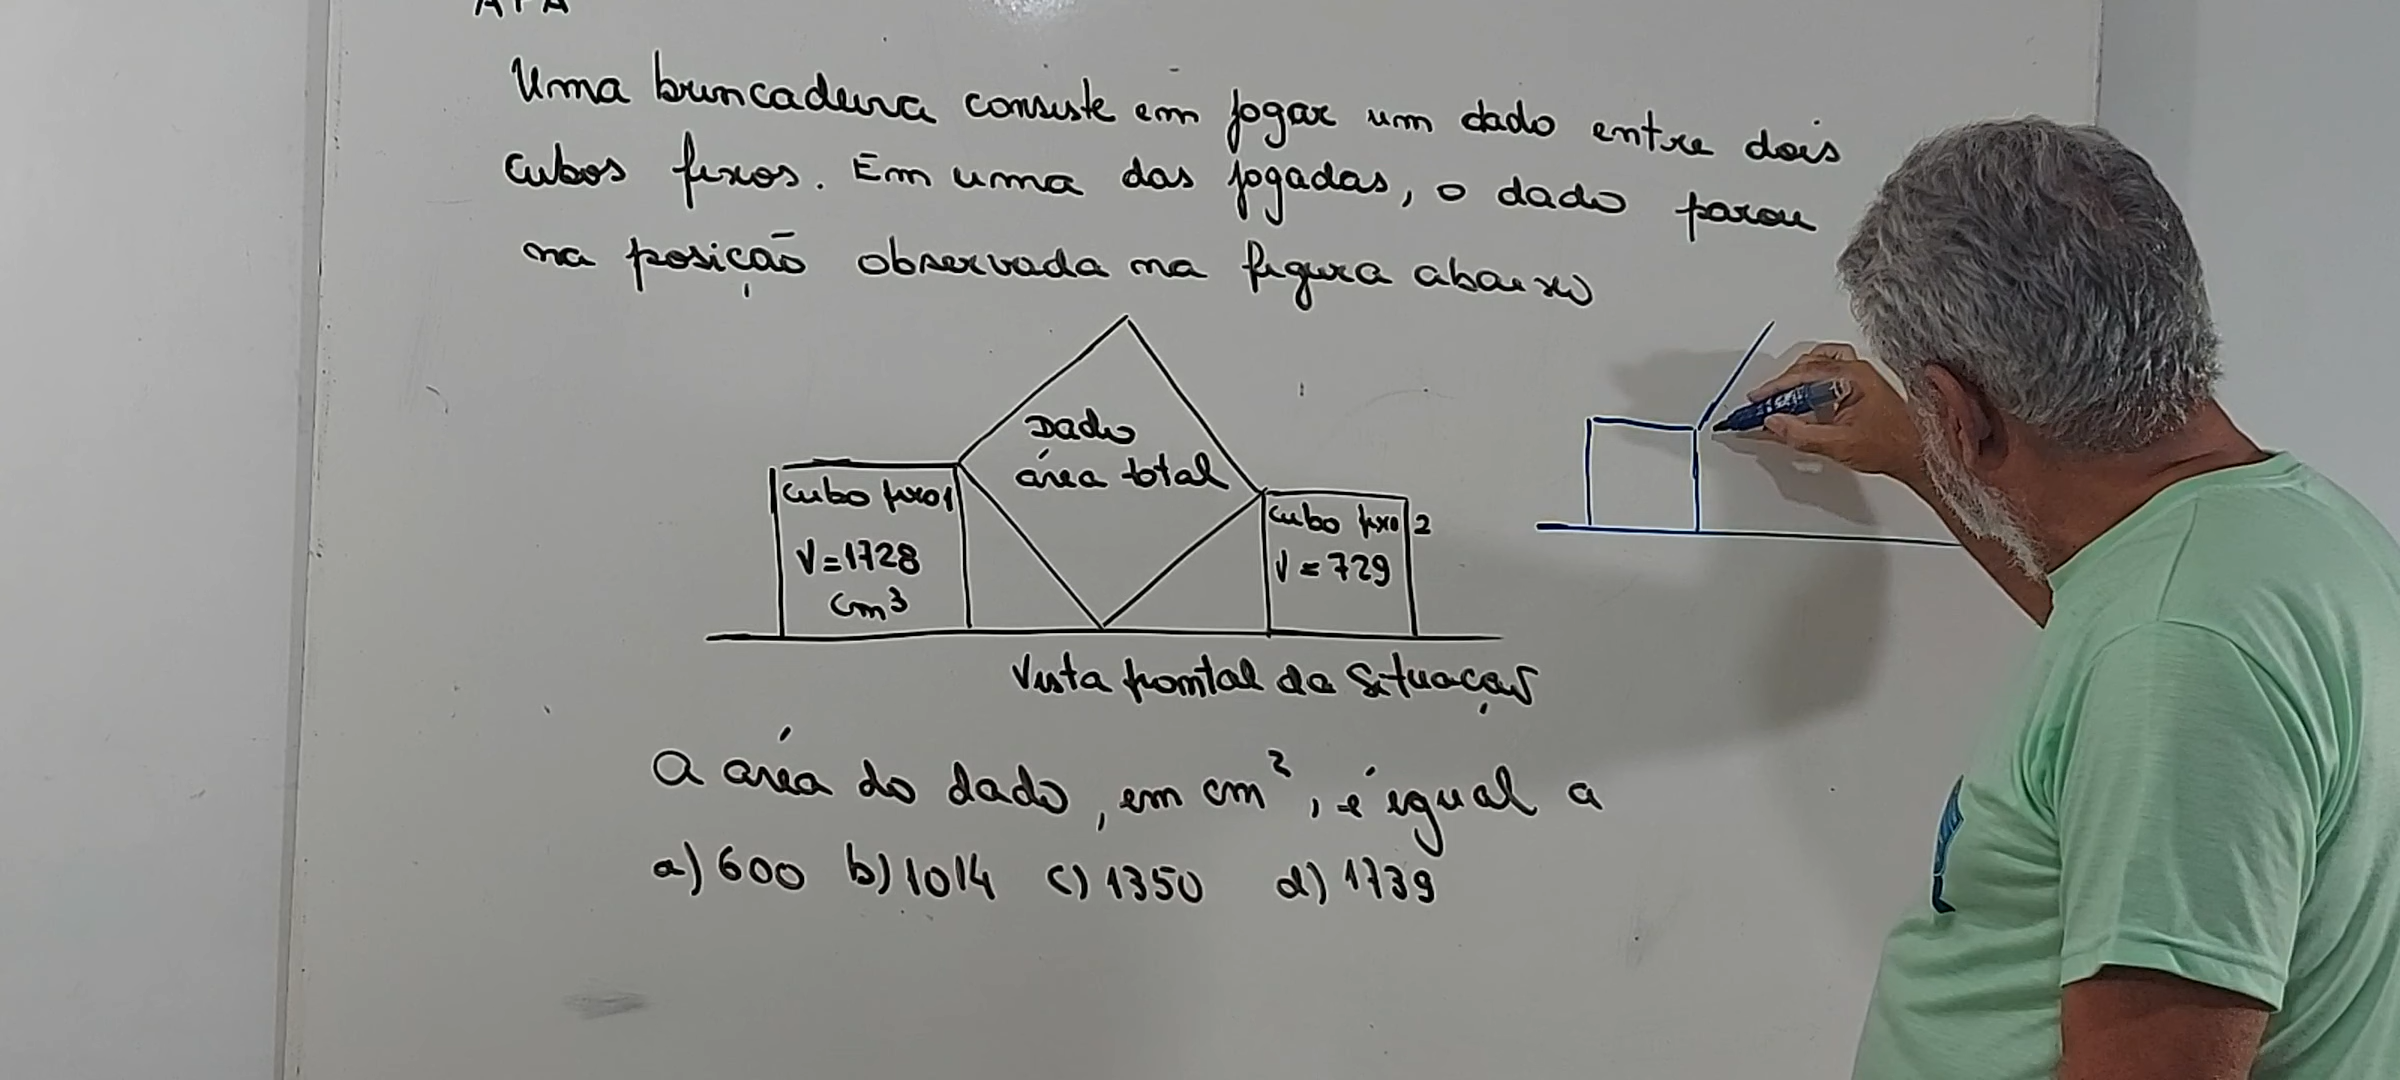 Uma brincadeira consiste em jogar um dado entre dois
cubos fixos. Em uma das jogadas, o dado parou
na posição observada na figura abaixo
Dado
área total
Cubo fixo 1
V=1728
cm³
Cubo fixo 2
V = 729
Vista frontal da situação
A área do dado, em cm², é igual a
a) 600 b) 1014 c) 1350 d) 1739